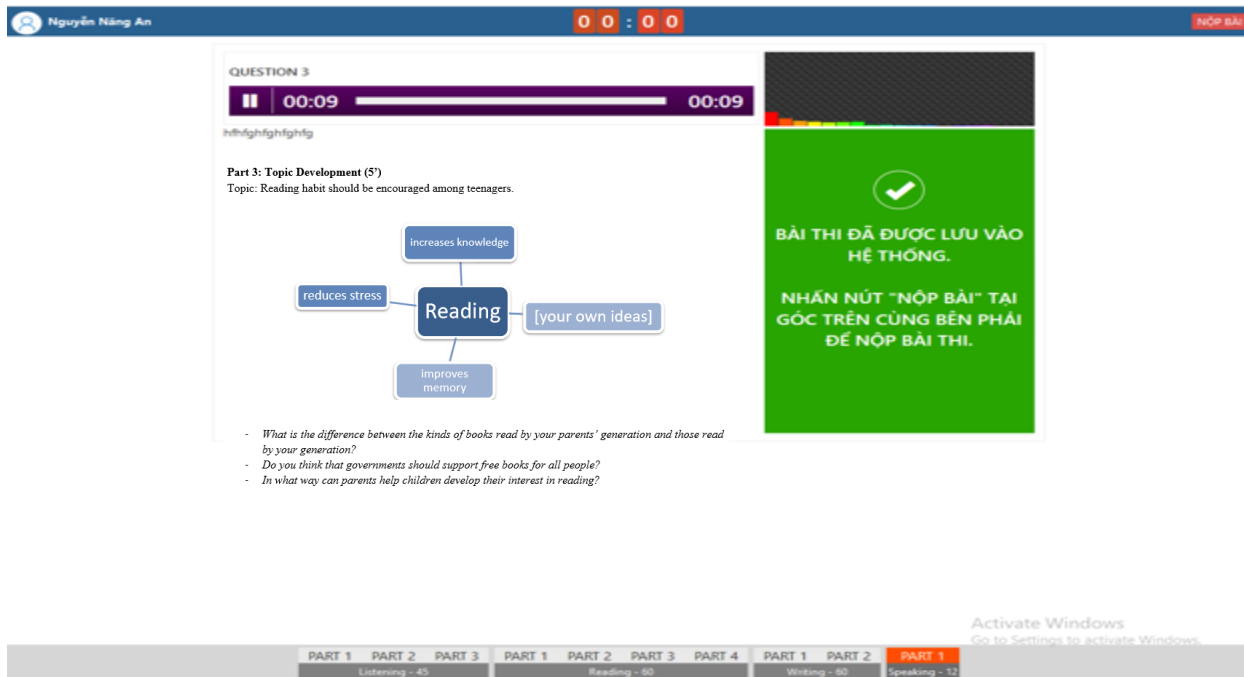 Nguyễn Năng An
00:00
NỘP BÀI
QUESTION 3
00:09
00:09
hfhfghfghfghfg
Part 3: Topic Development (5’)
Topic: Reading habit should be encouraged among teenagers.
increases knowledge
reduces stress
Reading
[your own ideas]
improves
memory
BÀI THI ĐÃ ĐƯỢC LƯU VÀO
HỆ THỐNG.
NHẤN NÚT "NỘP BÀI" TẠI
GÓC TRÊN CÙNG BÊN PHẢI
ĐỂ NỘP BÀI THI.
- What is the difference between the kinds of books read by your parents’ generation and those read
by your generation?
- Do you think that governments should support free books for all people?
- In what way can parents help children develop their interest in reading?
Activate Windows
Go to Settings to activate Windows.
PART 1 PART 2 PART 3 PART 1 PART 2 PART 3 PART 4 PART 1 PART 2 PART 1
Listening - 45 Reading - 60 Writing - 60 Speaking - 12